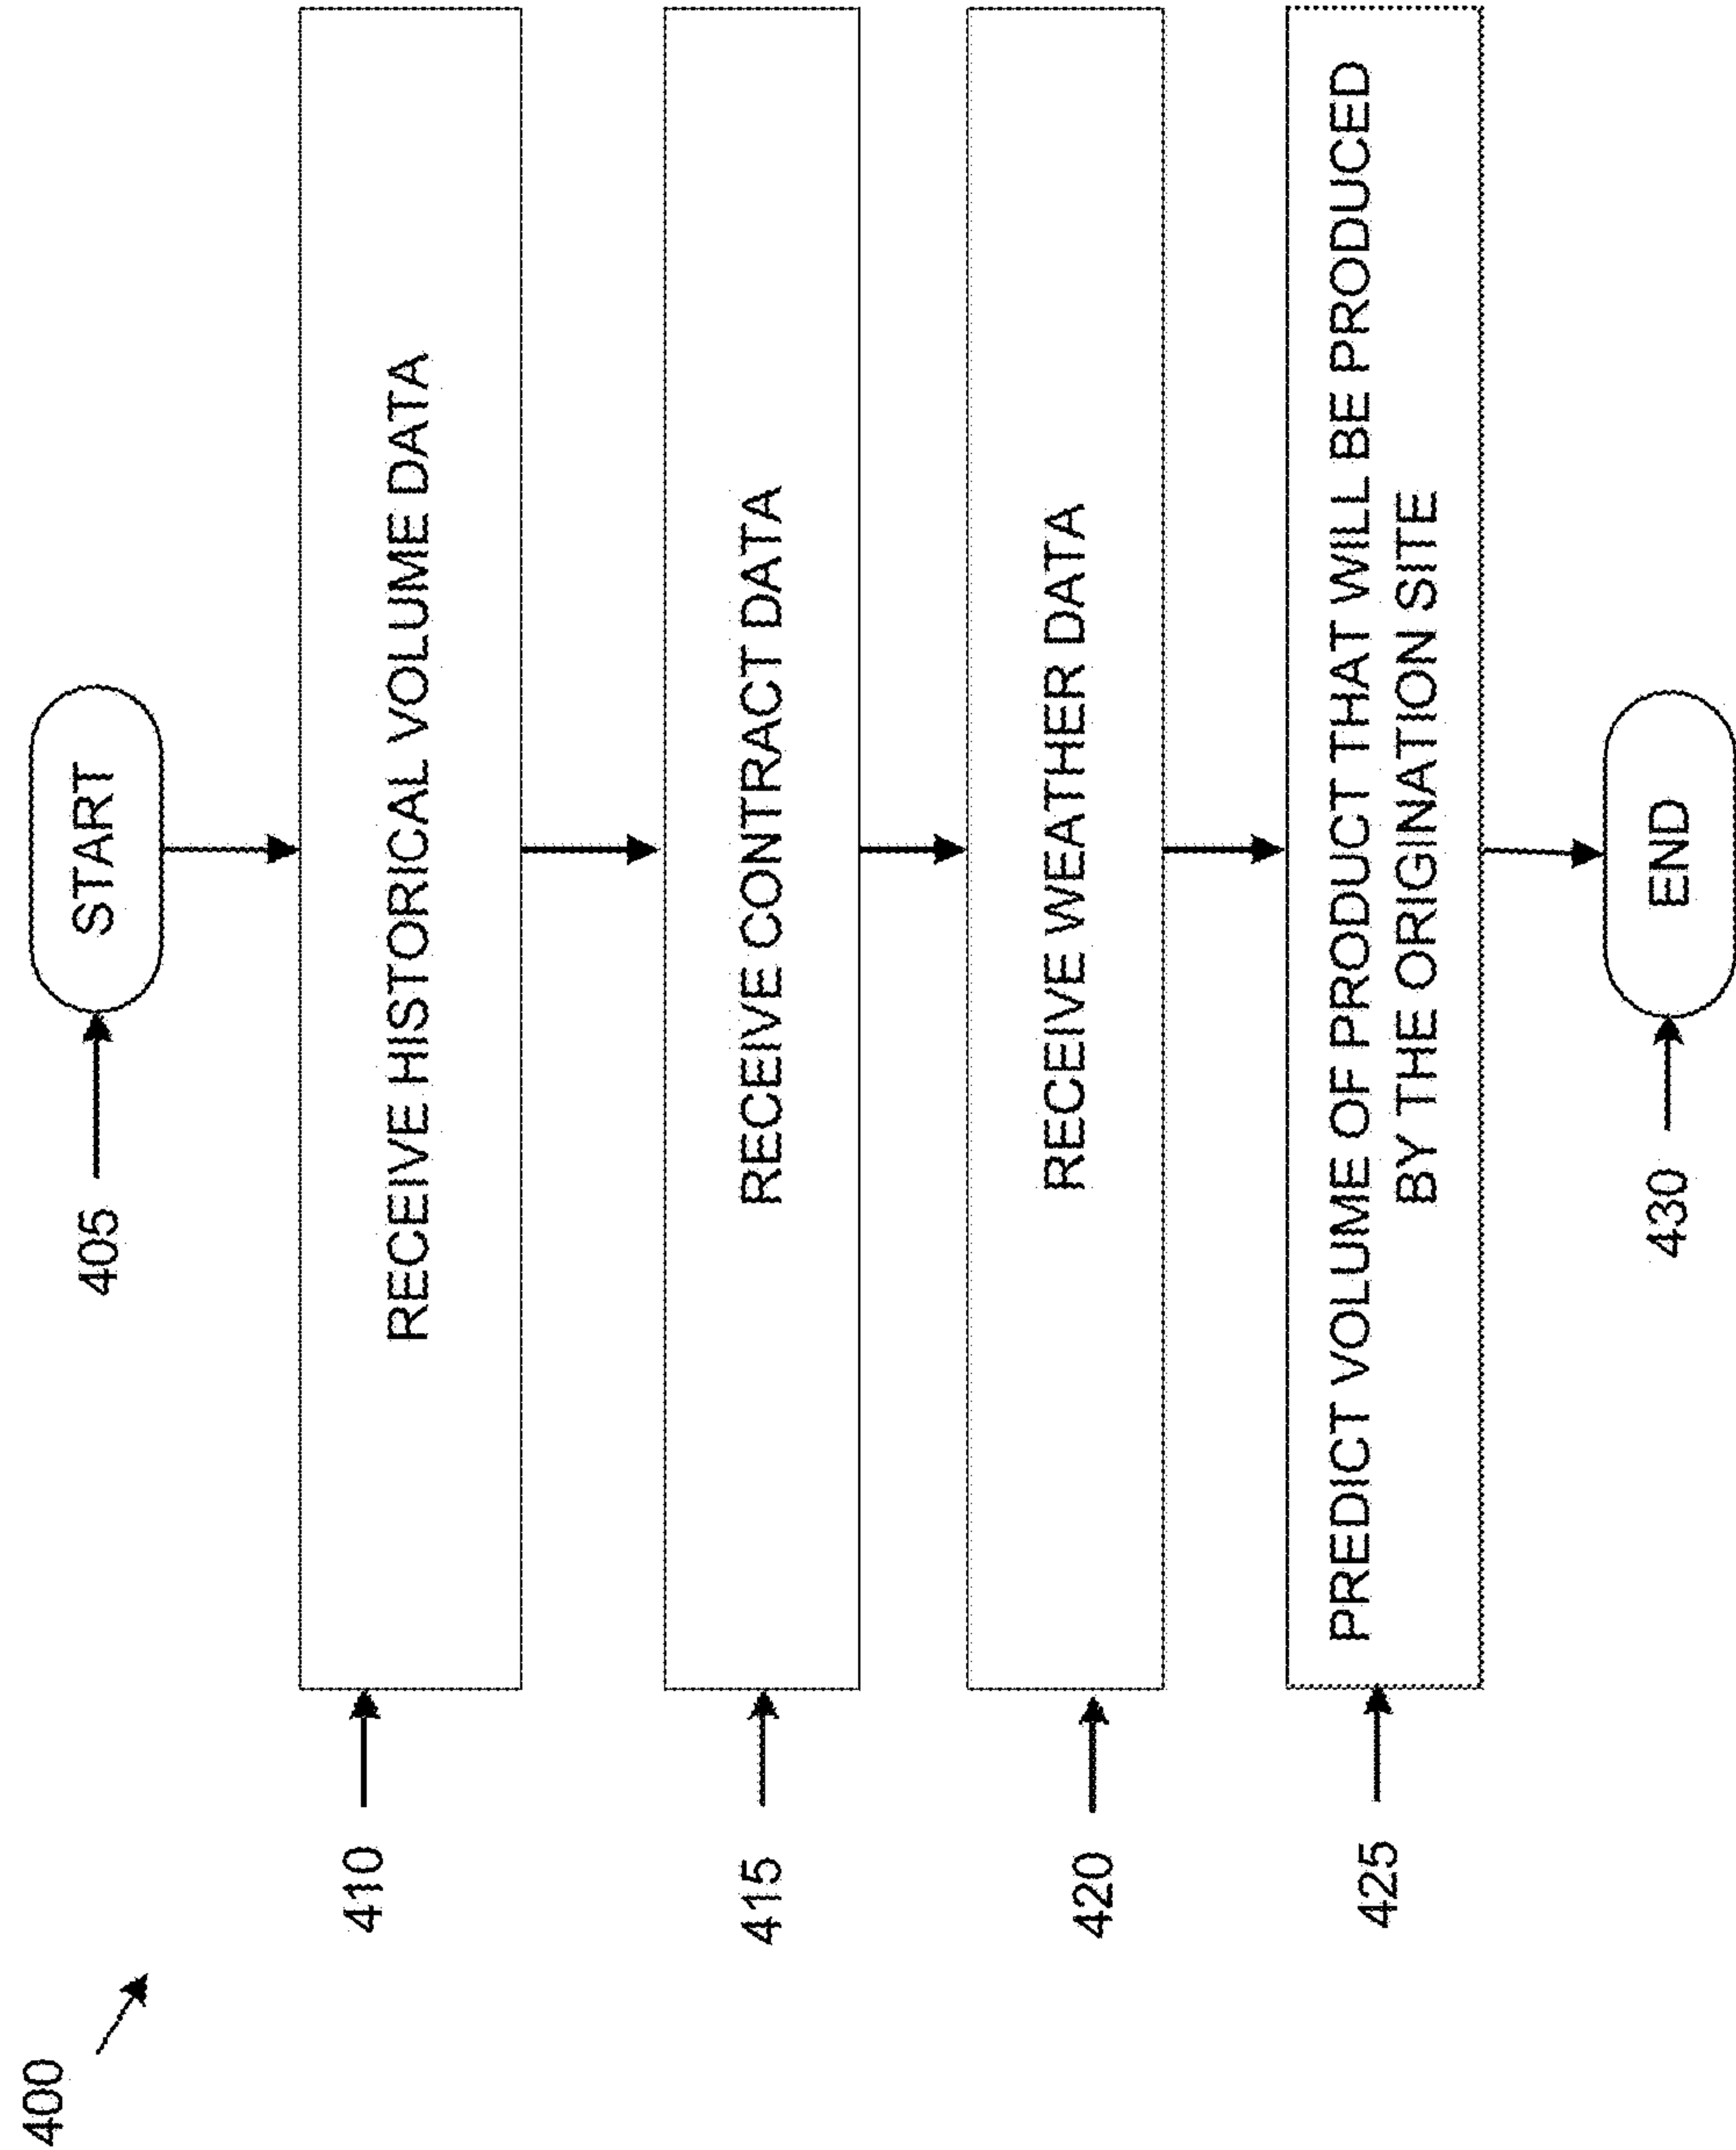 400
405
START
410
RECEIVE HISTORICAL VOLUME DATA
415
RECEIVE CONTRACT DATA
420
RECEIVE WEATHER DATA
425
PREDICT VOLUME OF PRODUCT THAT WILL BE PRODUCED
BY THE ORIGINATION SITE
430
END